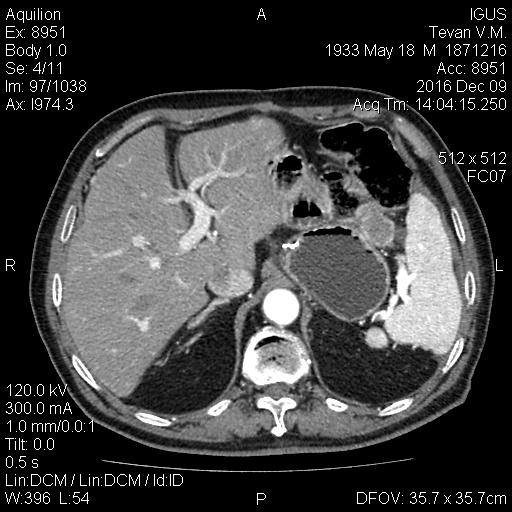 Aquilion
Ex: 8951
Body 1.0
Se: 4/11
Im: 97/1038
Ax: I974.3
A
IGUS
Tevan V.M.
1933 May 18 M 1871216
Acc: 8951
2016 Dec 09
Acq Tm: 14:04:15.250
512 x 512
FC07
R
L
120.0 kV
300.0 mA
1.0 mm/0.0:1
Tilt: 0.0
0.5 s
Lin:DCM / Lin:DCM / Id:ID
W:396 L:54
P
DFOV: 35.7 x 35.7cm